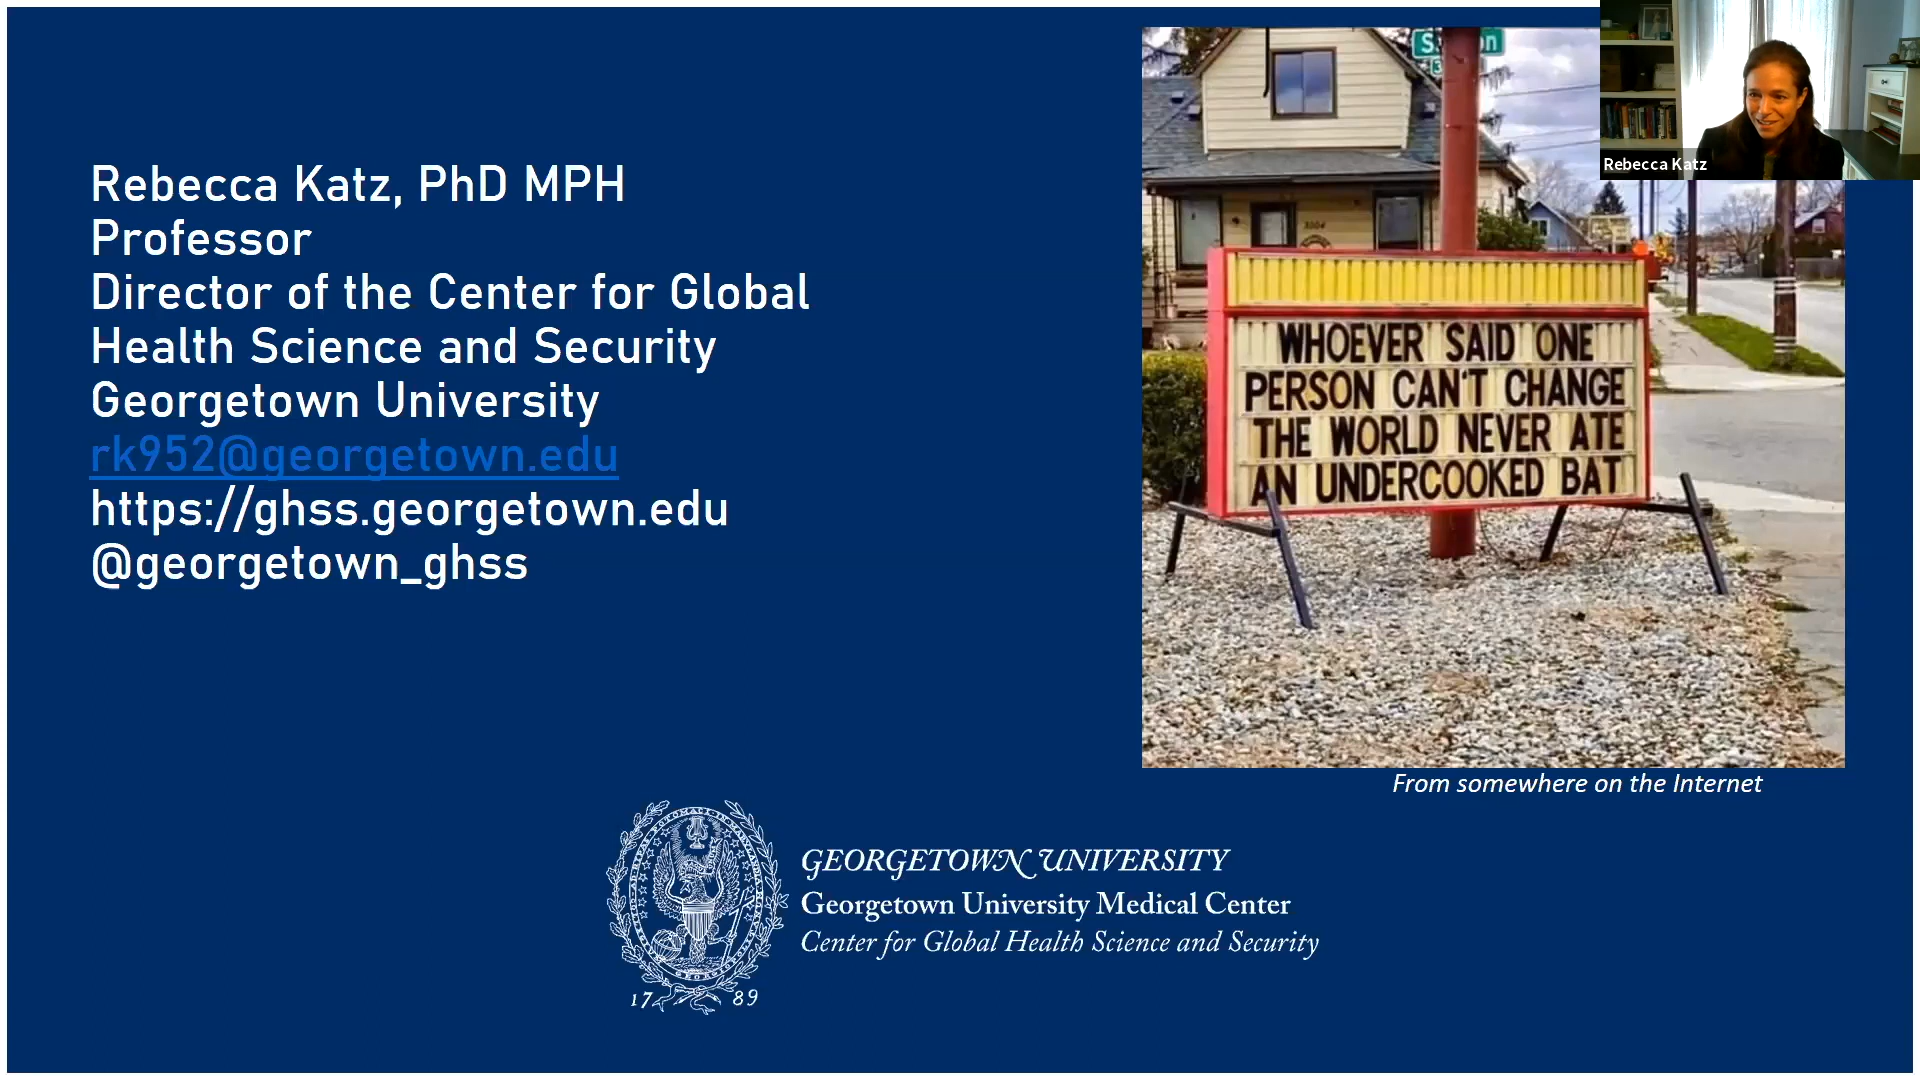 Rebecca Katz, PhD MPH
Professor
Director of the Center for Global
Health Science and Security
Georgetown University
rk952@georgetown.edu
https://ghss.georgetown.edu
@georgetown_ghss
3004
WHOEVER SAID ONE
PERSON CAN'T CHANGE
THE WORLD NEVER ATE
AN UNDERCOOKED BAT
Rebecca Katz
From somewhere on the Internet
GEORGETOWN UNIVERSITY
Georgetown University Medical Center
Center for Global Health Science and Security
17 89